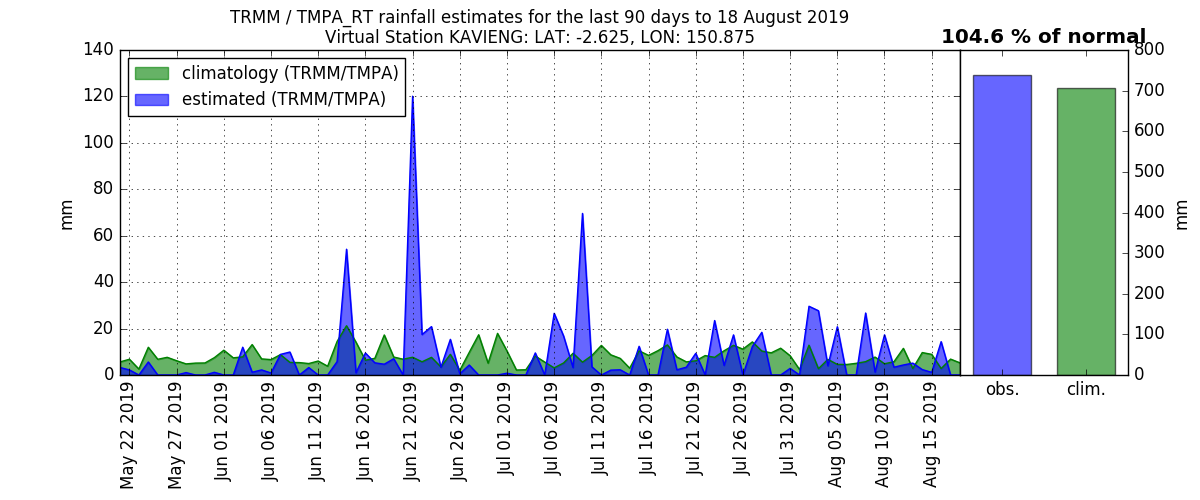 TRMM / TMPA_RT rainfall estimates for the last 90 days to 18 August 2019
Virtual Station KAVIENG: LAT: -2.625, LON: 150.875
104.6 % of normal
climatology (TRMM/TMPA)
estimated (TRMM/TMPA)
140
120
100
80
60
40
20
0
mm
May 22 2019
May 27 2019
Jun 01 2019
Jun 06 2019
Jun 11 2019
Jun 16 2019
Jun 21 2019
Jun 26 2019
Jul 01 2019
Jul 06 2019
Jul 11 2019
Jul 16 2019
Jul 21 2019
Jul 26 2019
Jul 31 2019
Aug 05 2019
Aug 10 2019
Aug 15 2019
800
700
600
500
400
300
200
100
0
mm
obs.
clim.